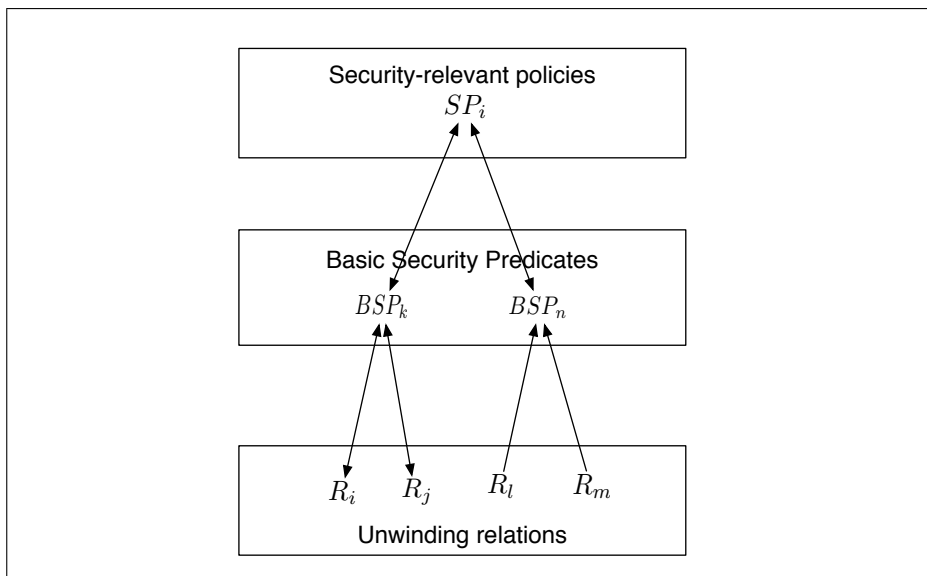 Security-relevant policies
SP_i
Basic Security Predicates
BSP_k BSP_n
R_i R_j R_l R_m
Unwinding relations